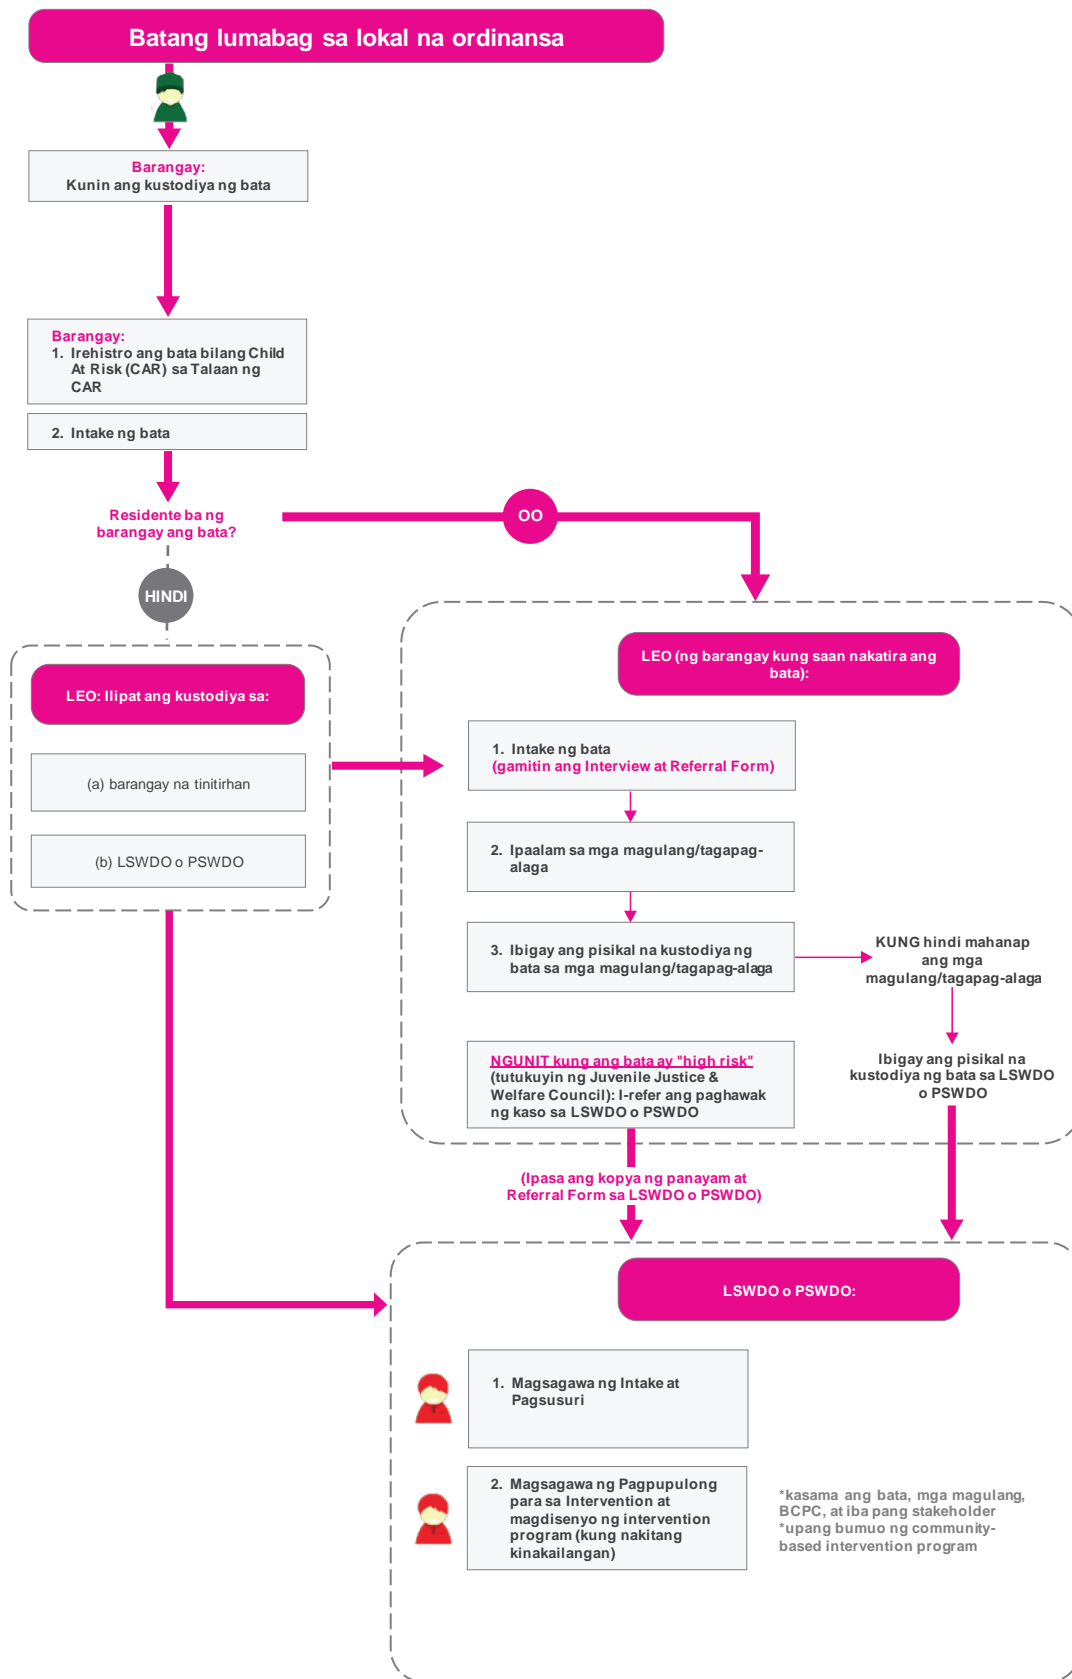 Batang lumabag sa lokal na ordinansa
Barangay:
Kunin ang kustodiya ng bata
Barangay:
1. Irehistro ang bata bilang Child
At Risk (CAR) sa Talaan ng
CAR
2. Intake ng bata
Residente ba ng
barangay ang bata?
OO
HINDI
LEO: Ilipat ang kustodiya sa:
(a) barangay na tinitirhan
(b) LSWDO o PSWDO
LEO (ng barangay kung saan nakatira ang
bata):
1. Intake ng bata
(gamitin ang Interview at Referral Form)
2. Ipaalam sa mga magulang/tagapag-
alaga
3. Ibigay ang pisikal na kustodiya ng
bata sa mga magulang/tagapag-alaga
KUNG hindi mahanap
ang mga
magulang/tagapag-alaga
Ibigay ang pisikal na
kustodiya ng bata sa LSWDO
o PSWDO
NGUNIT kung ang bata ay "high risk"
(tutukuyin ng Juvenile Justice &
Welfare Council): I-refer ang paghawak
ng kaso sa LSWDO o PSWDO
(Ipasa ang kopya ng panayam at
Referral Form sa LSWDO o PSWDO)
LSWDO o PSWDO:
1. Magsagawa ng Intake at
Pagsusuri
2. Magsagawa ng Pagpupulong
para sa Intervention at
magdisenyo ng intervention
program (kung nakitang
kinakailangan)
*kasama ang bata, mga magulang,
BCPC, at iba pang stakeholder
*upang bumuo ng community-
based intervention program